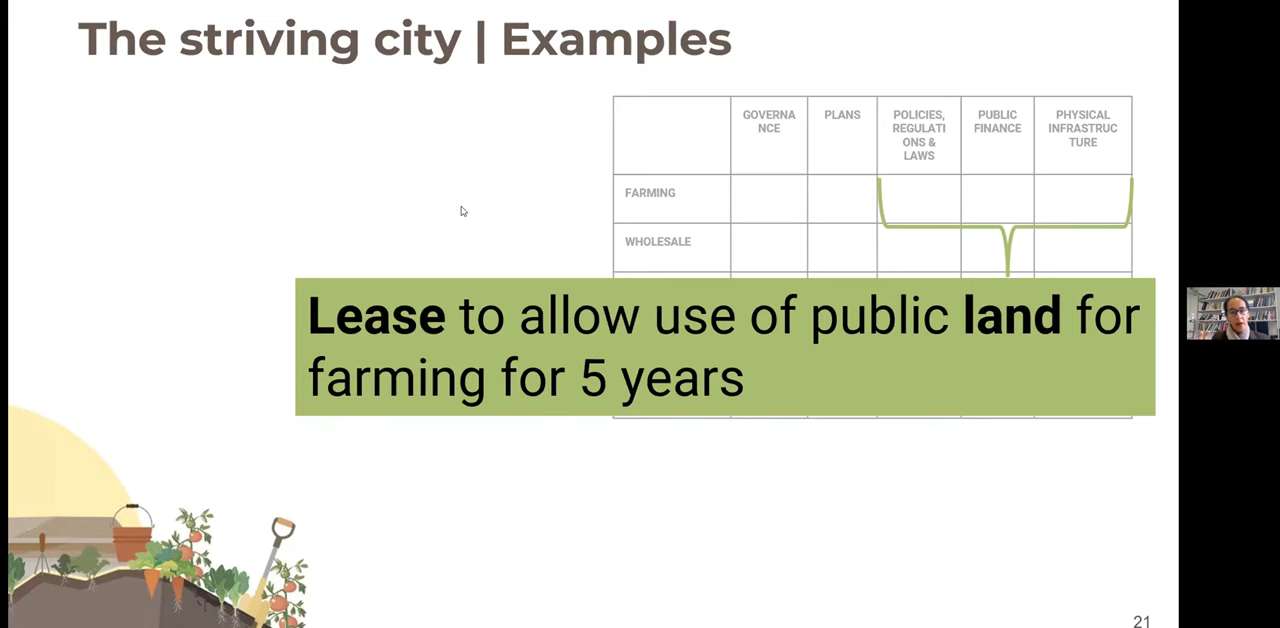 The striving city | Examples
GOVERNA
NCE
PLANS
POLICIES,
REGULATI
ONS &
LAWS
PUBLIC
FINANCE
PHYSICAL
INFRASTRUC
TURE
FARMING
WHOLESALE
Lease to allow use of public land for
farming for 5 years
21